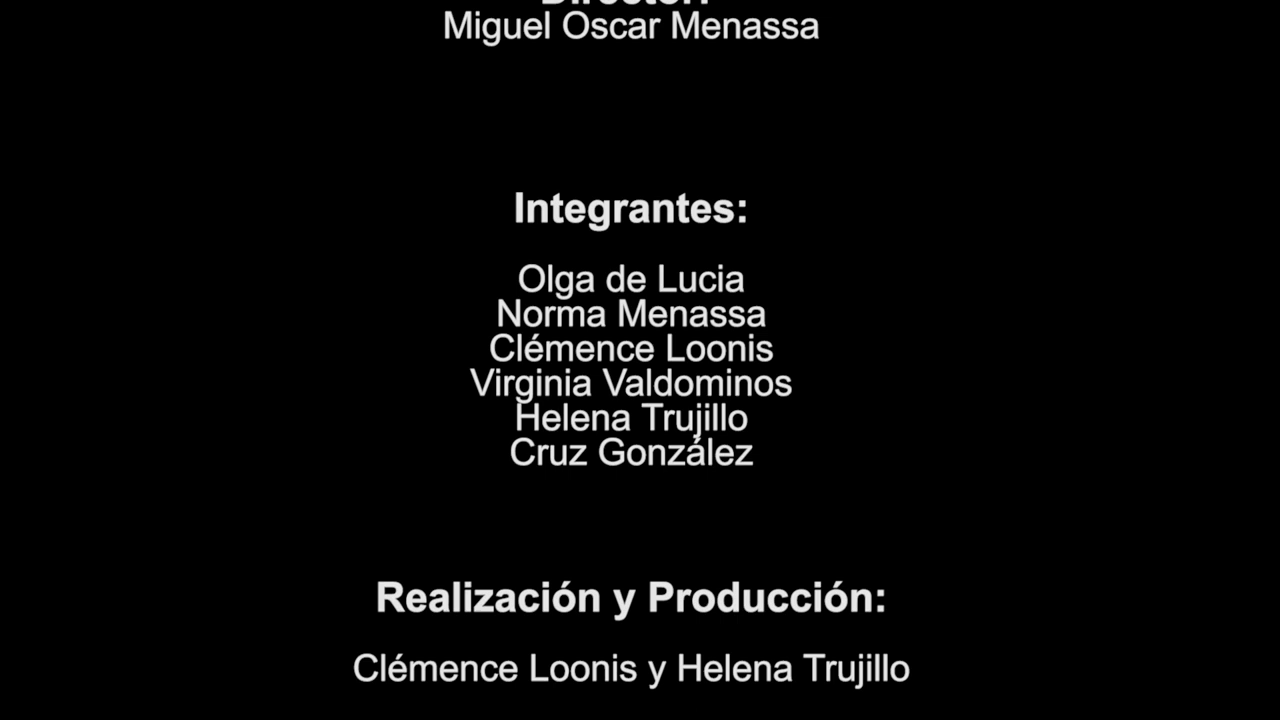 Director:
Miguel Oscar Menassa
Integrantes:
Olga de Lucia
Norma Menassa
Clémence Loonis
Virginia Valdominos
Helena Trujillo
Cruz González
Realización y Producción:
Clémence Loonis y Helena Trujillo